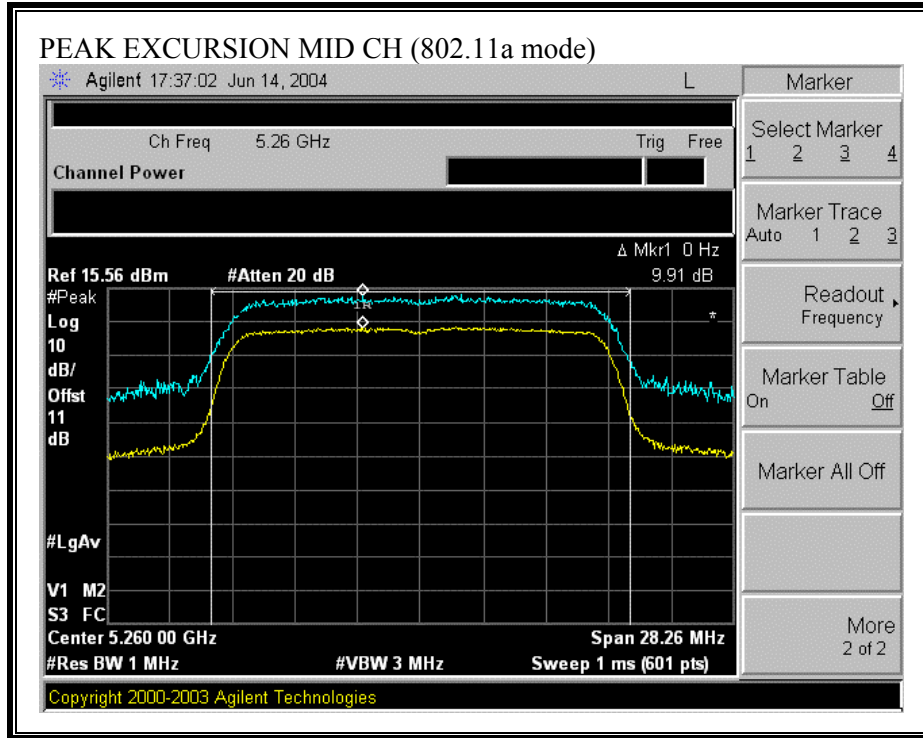 PEAK EXCURSION MID CH (802.11a mode)
Agilent 17:37:02 Jun 14, 2004 L
Marker
Ch Freq 5.26 GHz Trig Free
Channel Power
Select Marker
1 2 3 4
Marker Trace
Auto 1 2 3
Δ Mkr1 0 Hz
Ref 15.56 dBm #Atten 20 dB 9.91 dB
#Peak
Log
10
dB/
Offst
11
dB
1R
*
Readout
Frequency
Marker Table
On Off
Marker All Off
#LgAv
V1 M2
S3 FC
Center 5.260 00 GHz Span 28.26 MHz
#Res BW 1 MHz #VBW 3 MHz Sweep 1 ms (601 pts)
More
2 of 2
Copyright 2000-2003 Agilent Technologies